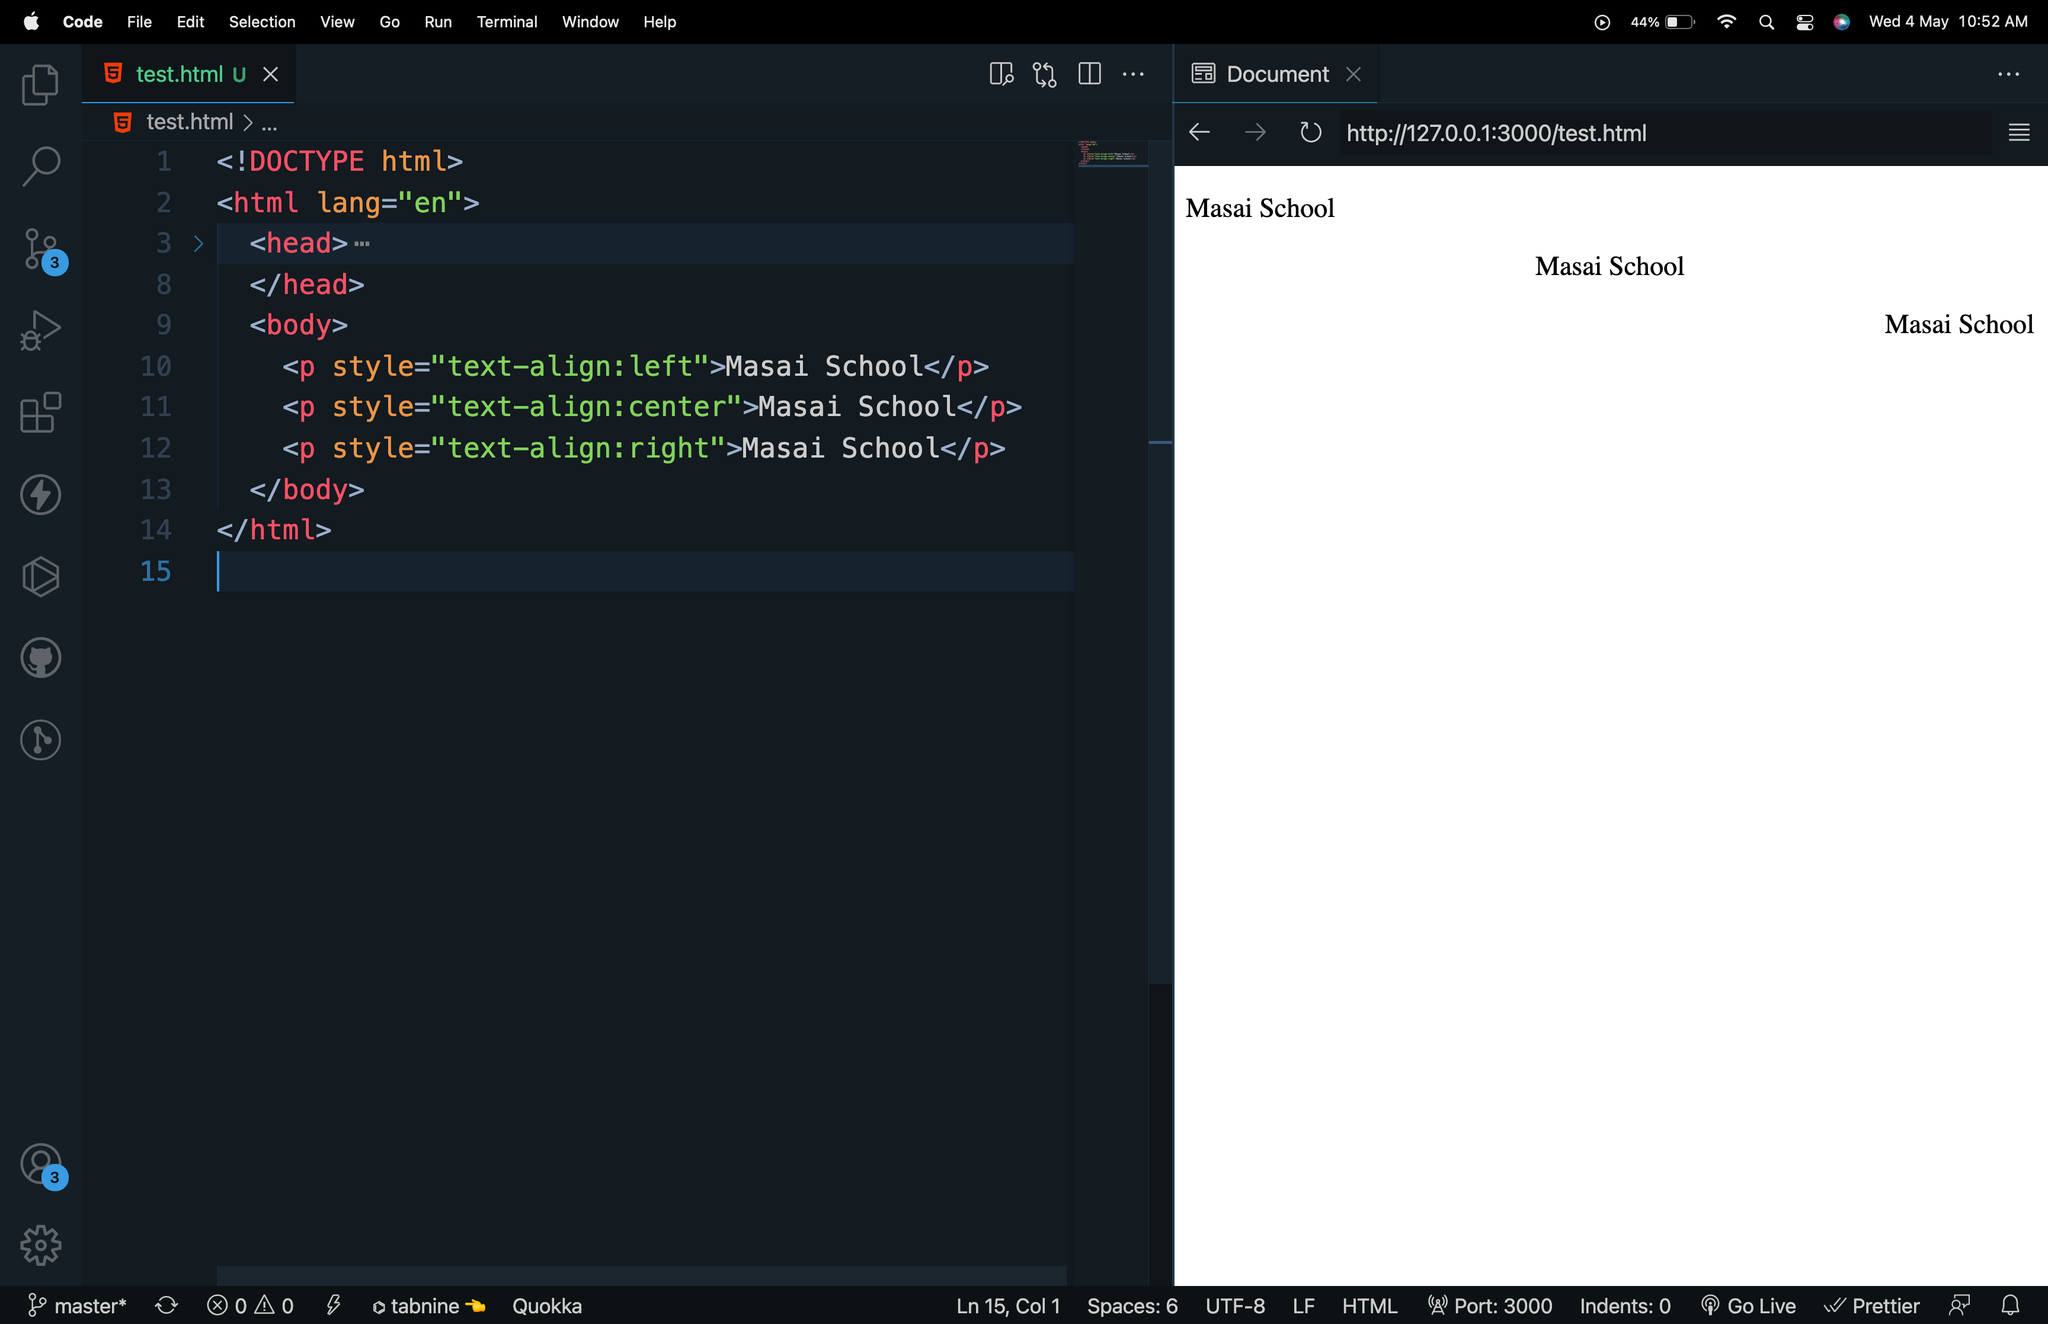 Code File Edit Selection View Go Run Terminal Window Help 44% Wed 4 May 10:52 AM
test.html U
test.html > ...
1 <!DOCTYPE html>
2 <html lang="en">
3 > <head> ⋯
8 </head>
9 <body>
10 <p style="text-align:left">Masai School</p>
11 <p style="text-align:center">Masai School</p>
12 <p style="text-align:right">Masai School</p>
13 </body>
14 </html>
15
Document
http://127.0.0.1:3000/test.html
Masai School
Masai School
Masai School
3
3
master* 0 0 tabnine Quokka Ln 15, Col 1 Spaces: 6 UTF-8 LF HTML Port: 3000 Indents: 0 Go Live Prettier